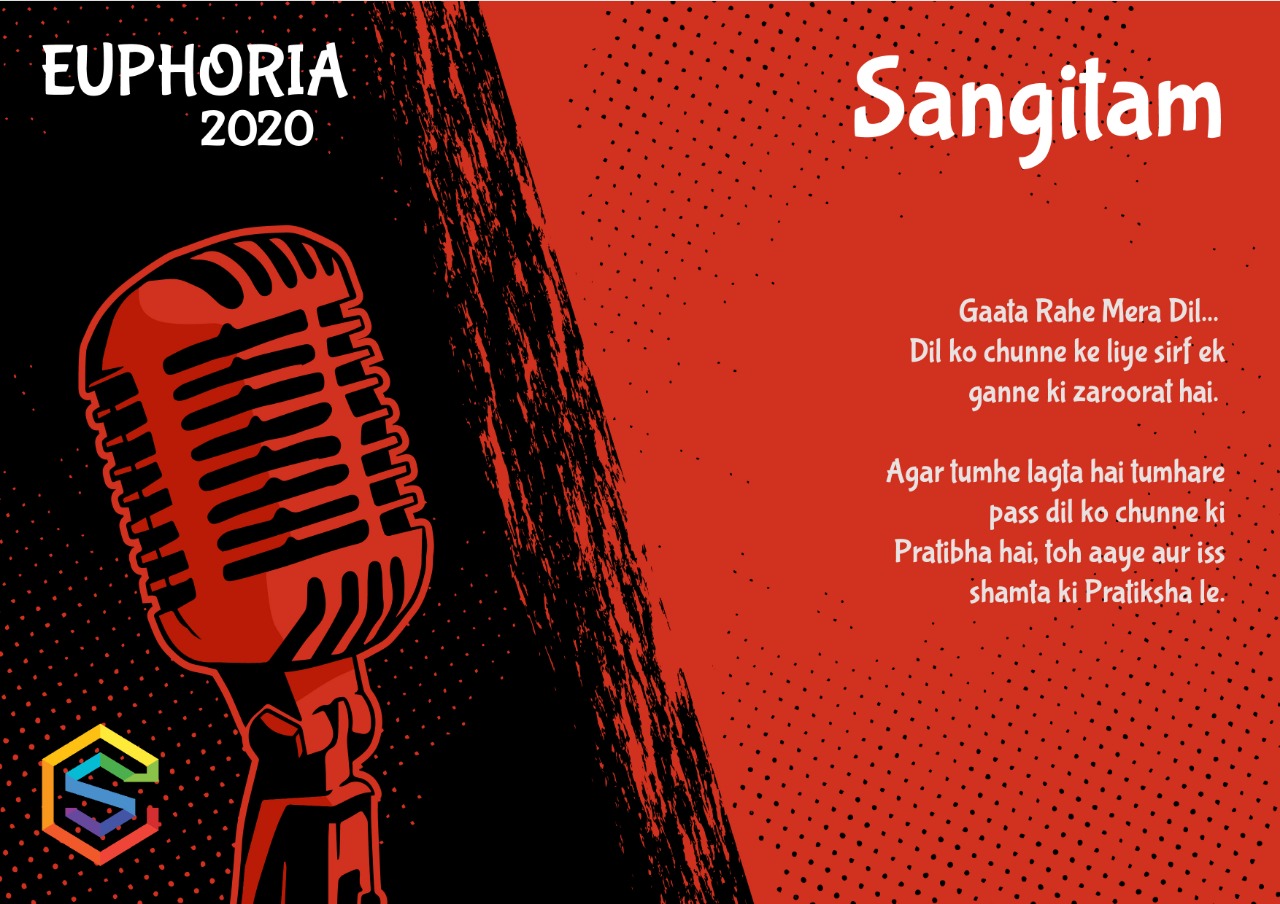 EUPHORIA
2020
Sangitam
Gaata Rahe Mera Dil...
Dil ko chunne ke liye sirf ek
ganne ki zaroorat hai.
Agar tumhe lagta hai tumhare
pass dil ko chunne ki
Pratibha hai, toh aaye aur iss
shamta ki Pratiksha le.